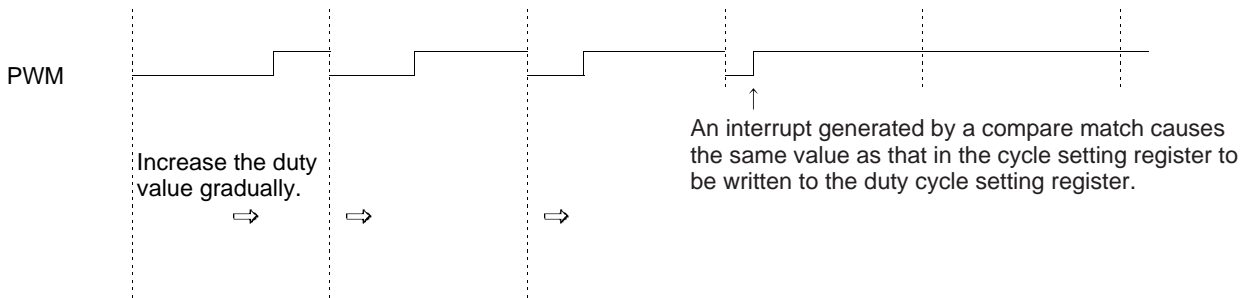 PWM
An interrupt generated by a compare match causes
the same value as that in the cycle setting register to
be written to the duty cycle setting register.
Increase the duty
value gradually.